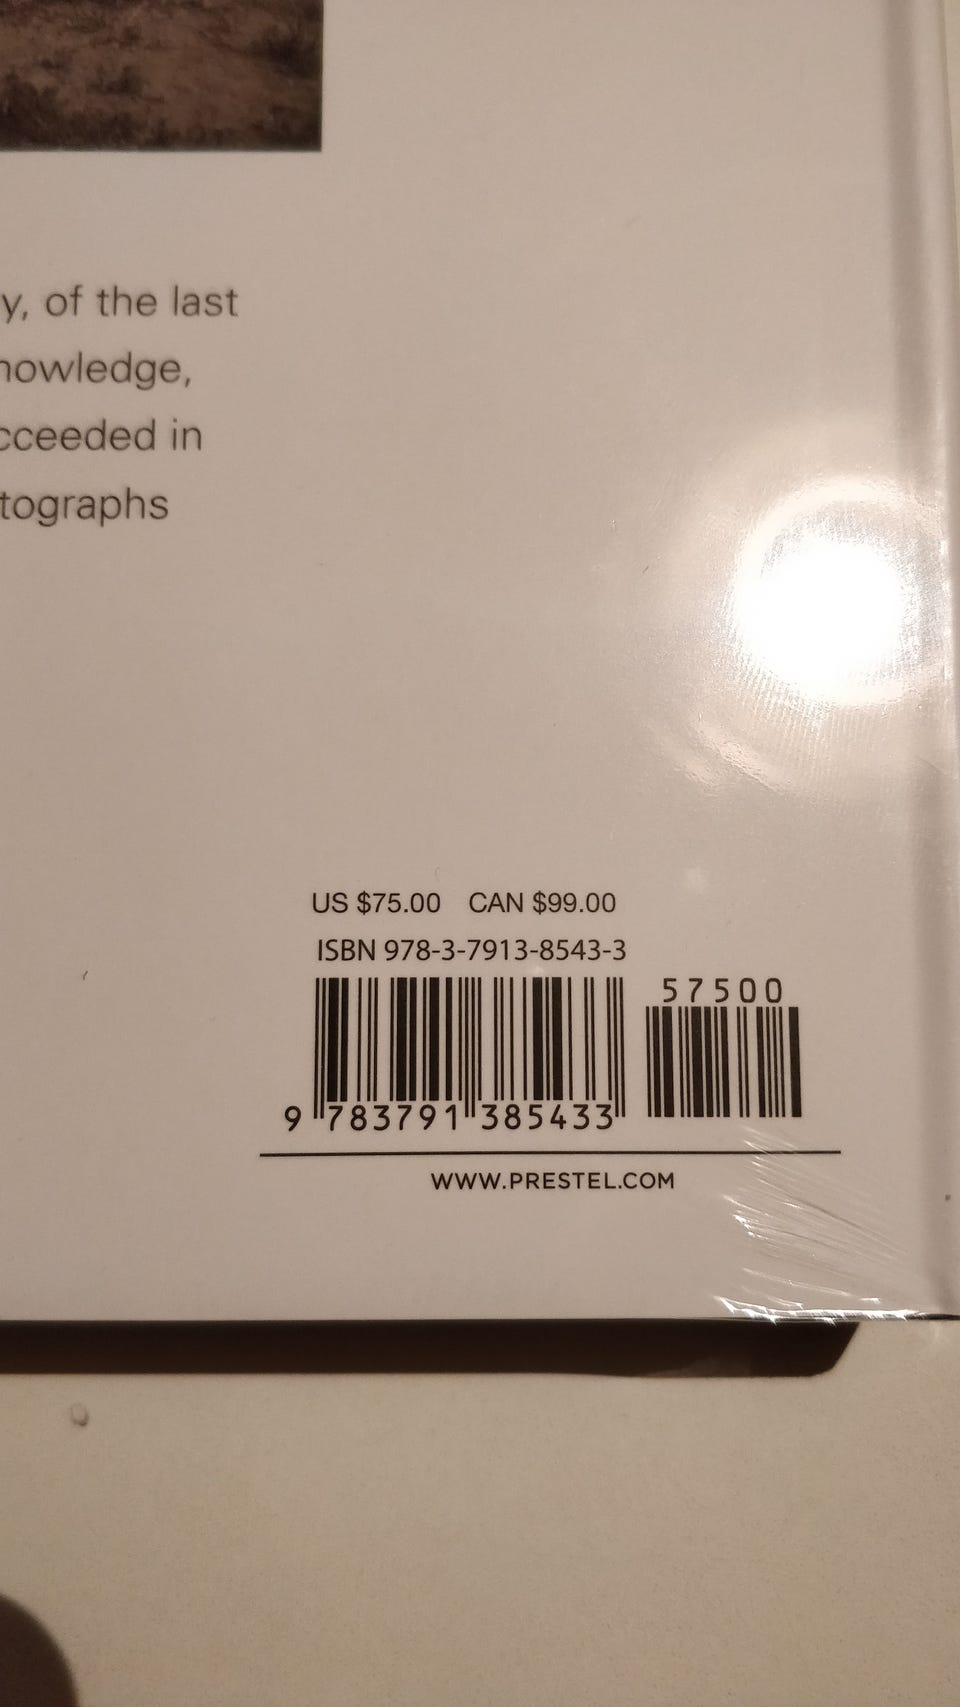 y, of the last
nowledge,
cceeded in
tographs
US $75.00 CAN $99.00
ISBN 978-3-7913-8543-3
57500
9 783791 385433
WWW.PRESTEL.COM